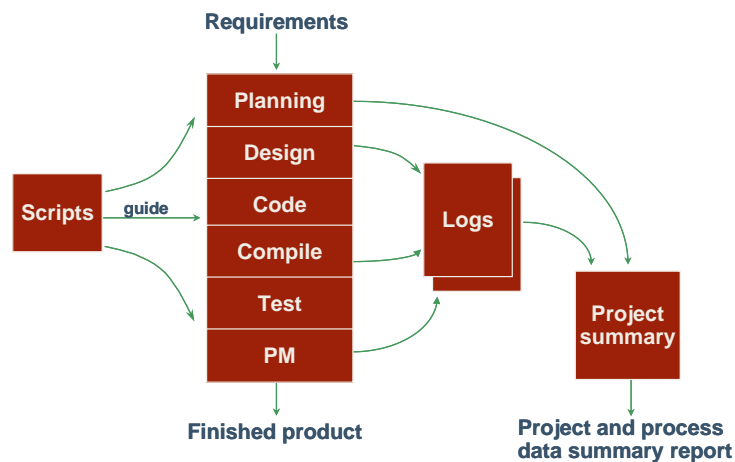 Requirements
Planning
Design
Scripts
guide
Code
Logs
Compile
Test
Project
summary
PM
Finished product
Project and process
data summary report